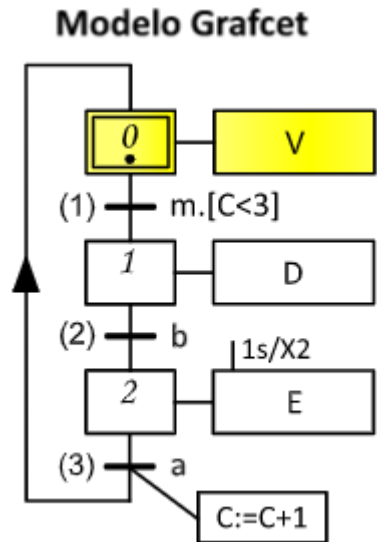 Modelo Grafcet
0
V
(1) m.[C<3]
1
D
(2) b
1s/X2
2
E
(3) a
C:=C+1